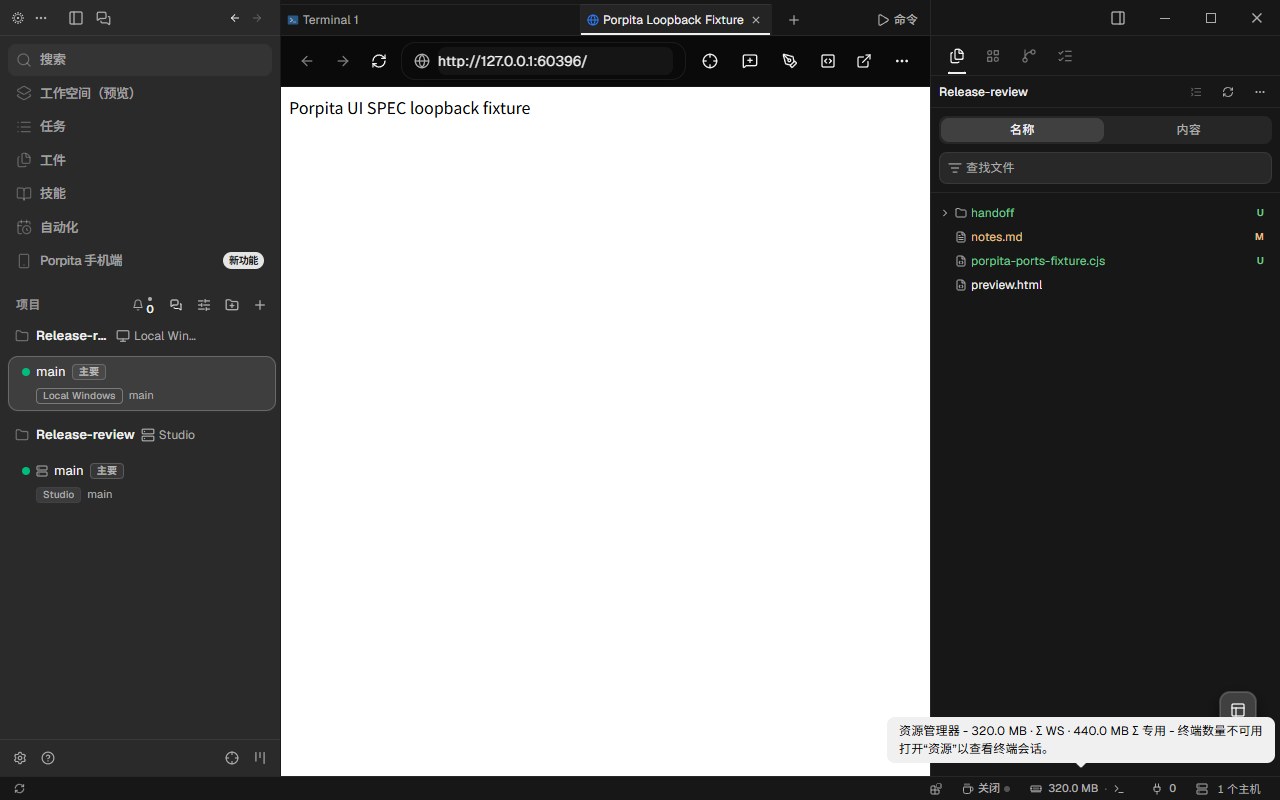 Terminal 1
Porpita Loopback Fixture
命令
搜索
工作空间（预览）
任务
工件
技能
自动化
Porpita 手机端
新功能
项目
0
Release-r...
Local Win...
main
主要
Local Windows
main
Release-review
Studio
main
主要
Studio
main
http://127.0.0.1:60396/
Porpita UI SPEC loopback fixture
Release-review
名称
内容
查找文件
handoff
U
notes.md
M
porpita-ports-fixture.cjs
U
preview.html
资源管理器 - 320.0 MB · Σ WS · 440.0 MB Σ 专用 - 终端数量不可用
打开“资源”以查看终端会话。
关闭
320.0 MB ·
0
1 个主机